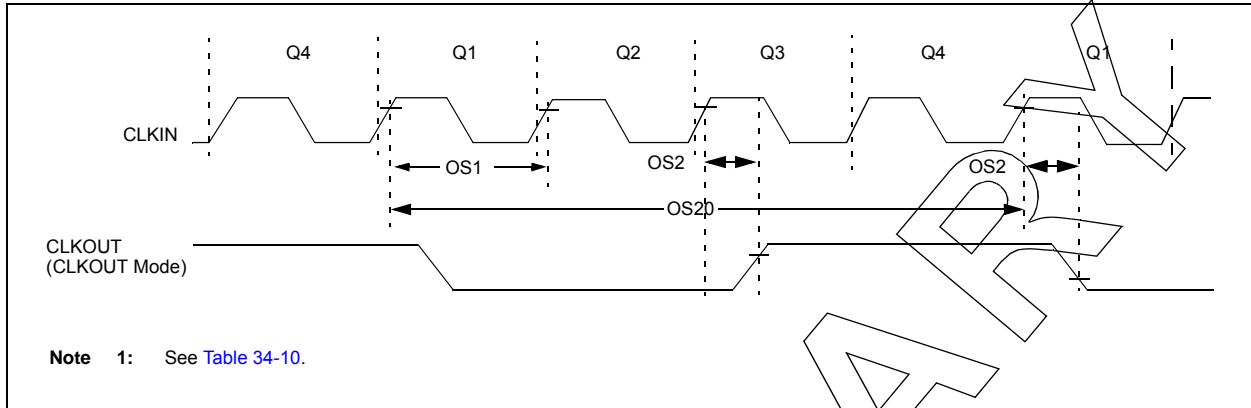 Q4 Q1 Q2 Q3 Q4 Q1
CLKIN
OS1 OS2 OS2
OS20
CLKOUT
(CLKOUT Mode)
Note 1: See Table 34-10.
A R Y